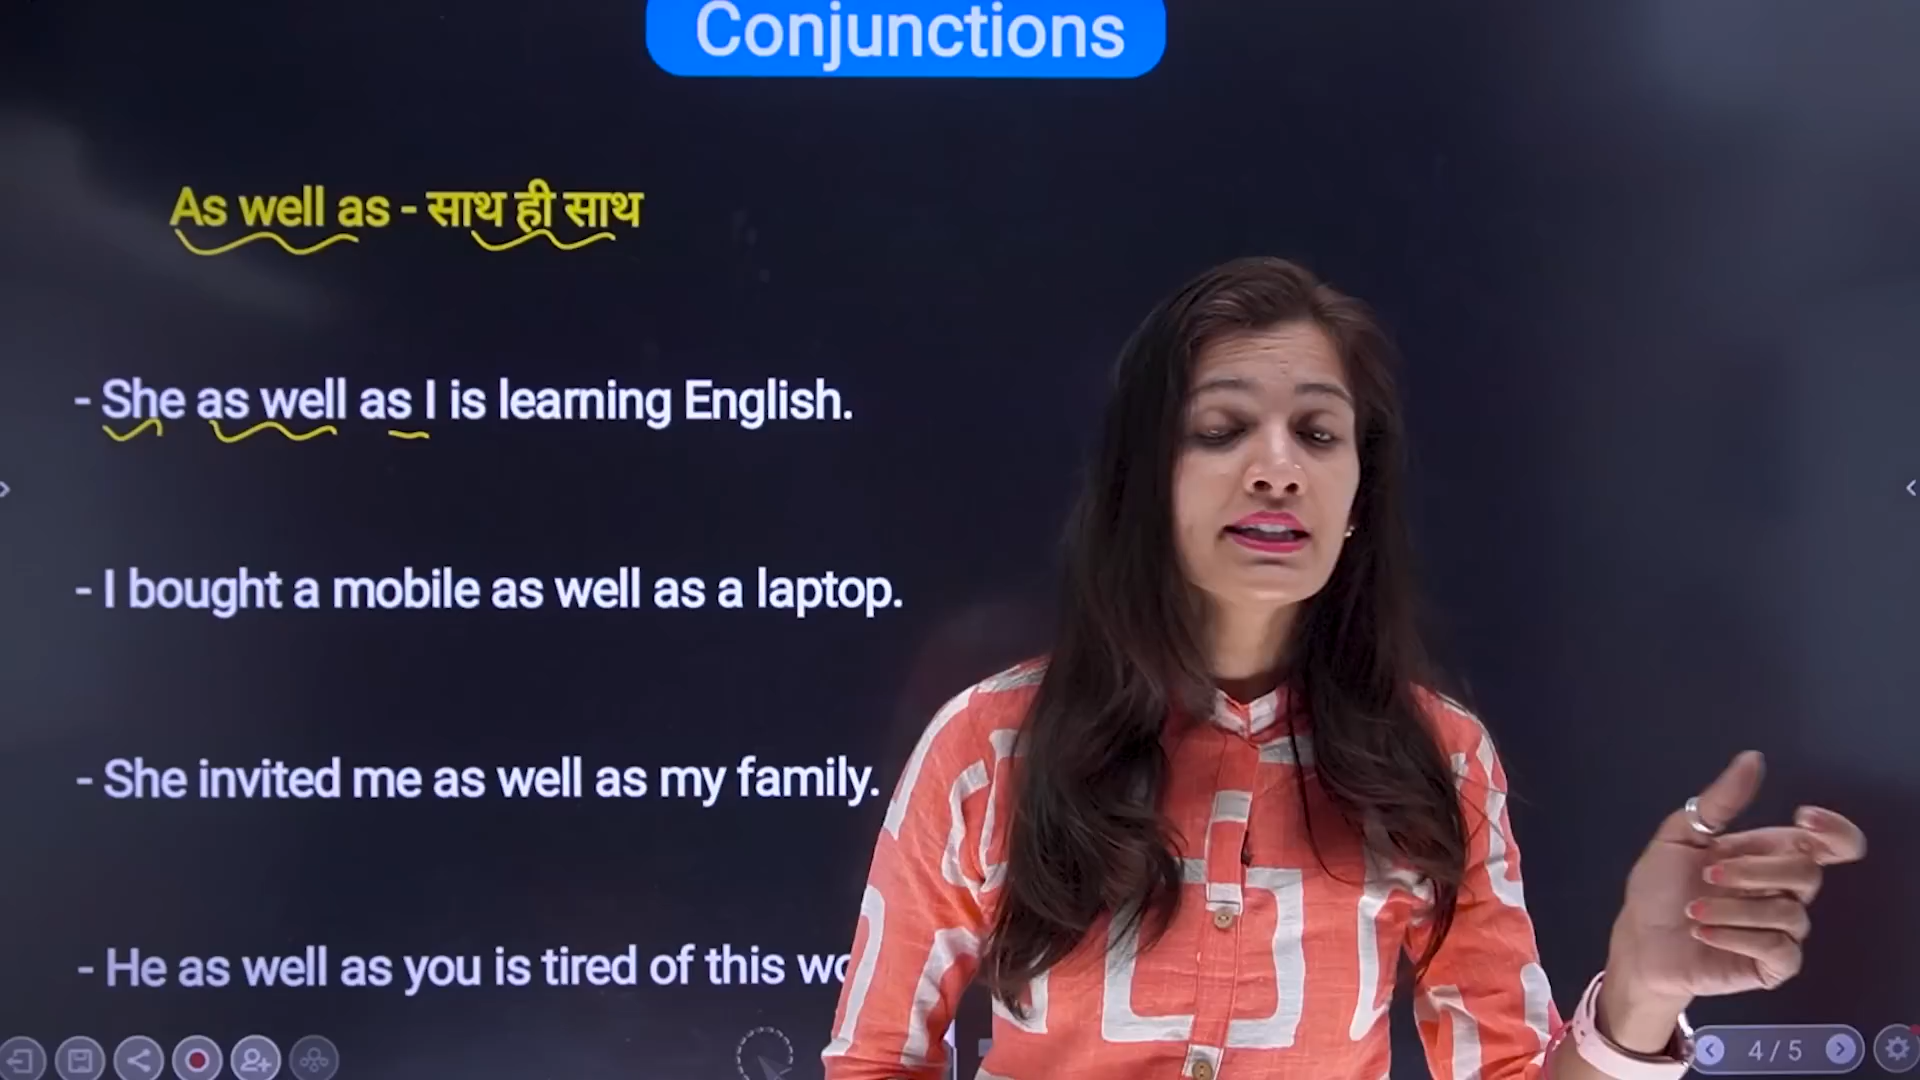 Conjunctions
As well as - साथ ही साथ
- She as well as I is learning English.
- I bought a mobile as well as a laptop.
- She invited me as well as my family.
- He as well as you is tired of this
4/5